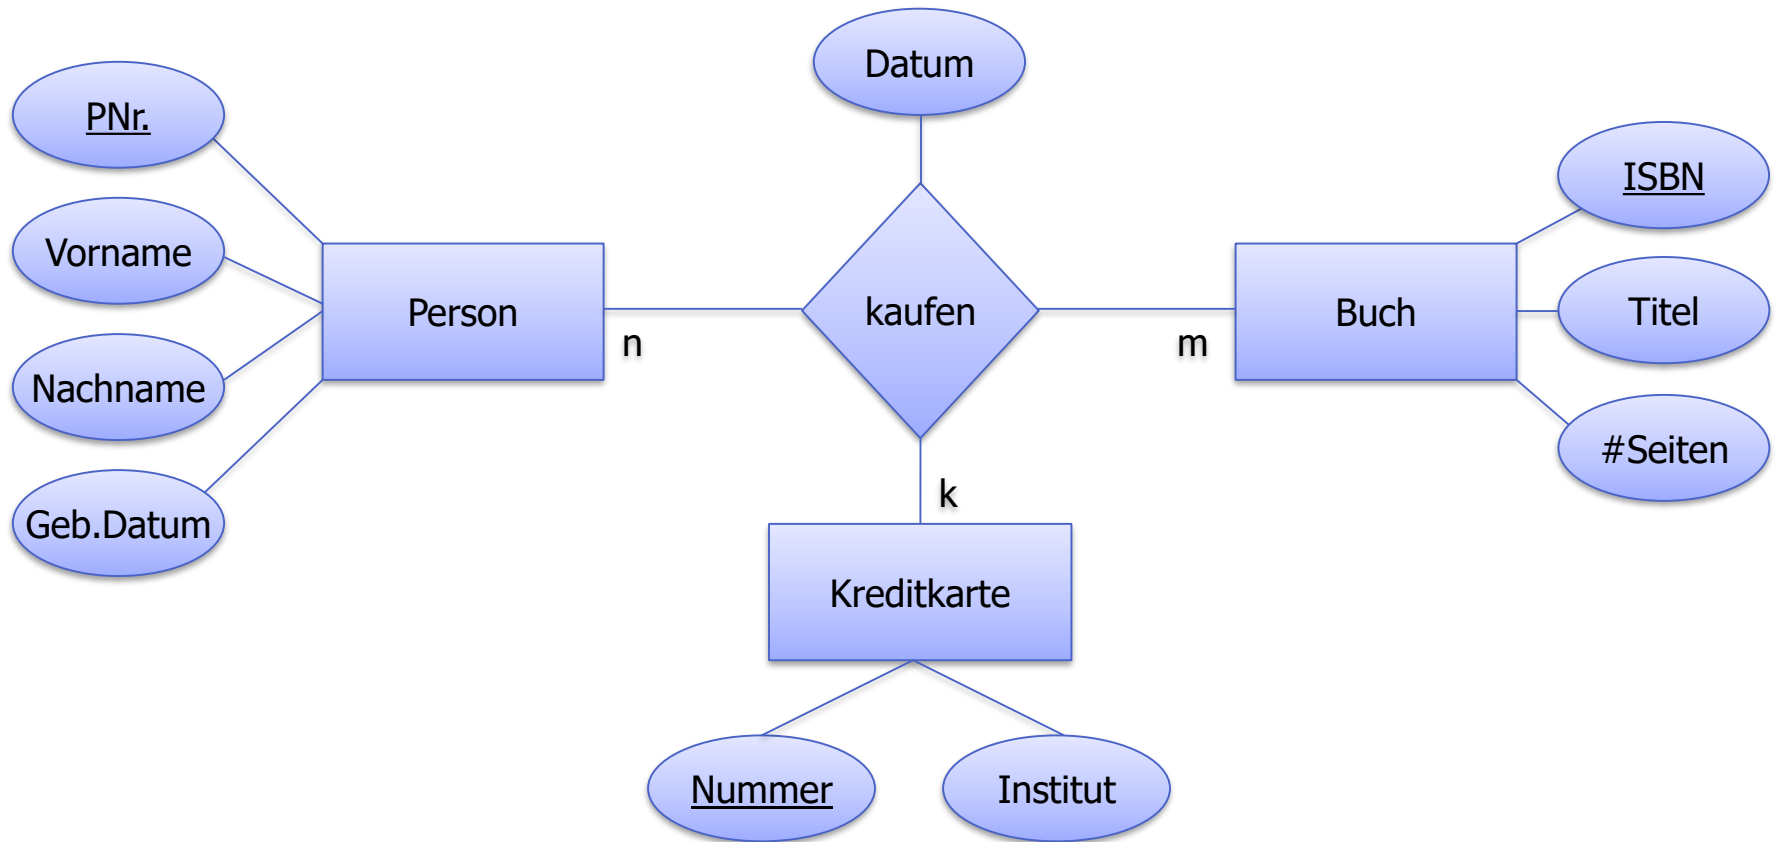 Datum
PNr.
ISBN
Vorname
Person
kaufen
Buch
Titel
n
m
Nachname
#Seiten
k
Geb.Datum
Kreditkarte
Nummer
Institut